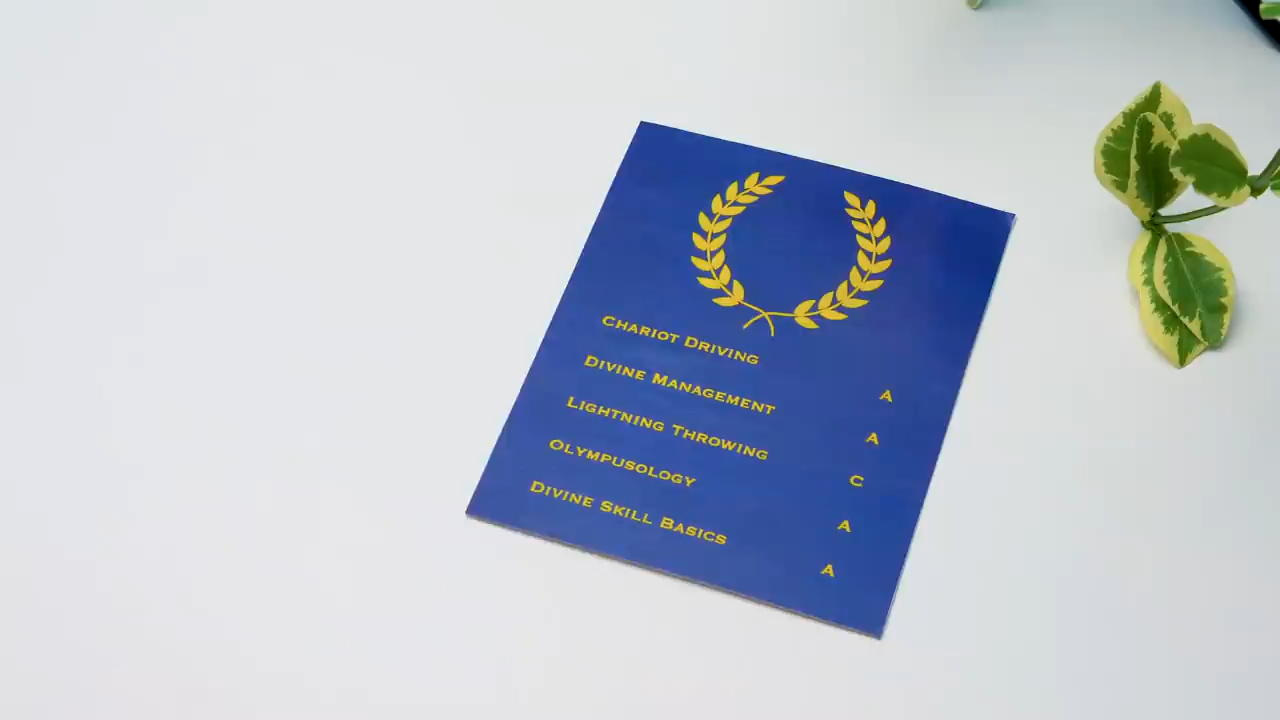 Chariot Driving A
Divine Management A
Lightning Throwing C
Olympusology A
Divine Skill Basics A